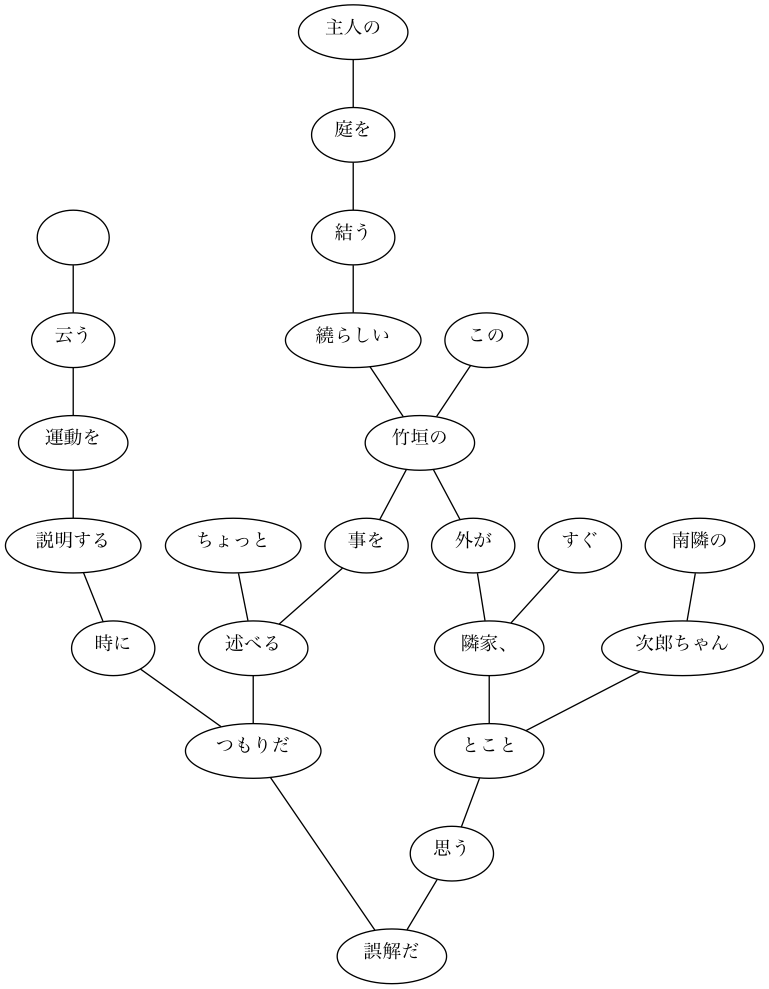 主人の
庭を
結う
云う
繞らしい
この
運動を
竹垣の
説明する
ちょっと
事を
外が
すぐ
南隣の
時に
述べる
隣家、
次郎ちゃん
つもりだ
とこと
思う
誤解だ